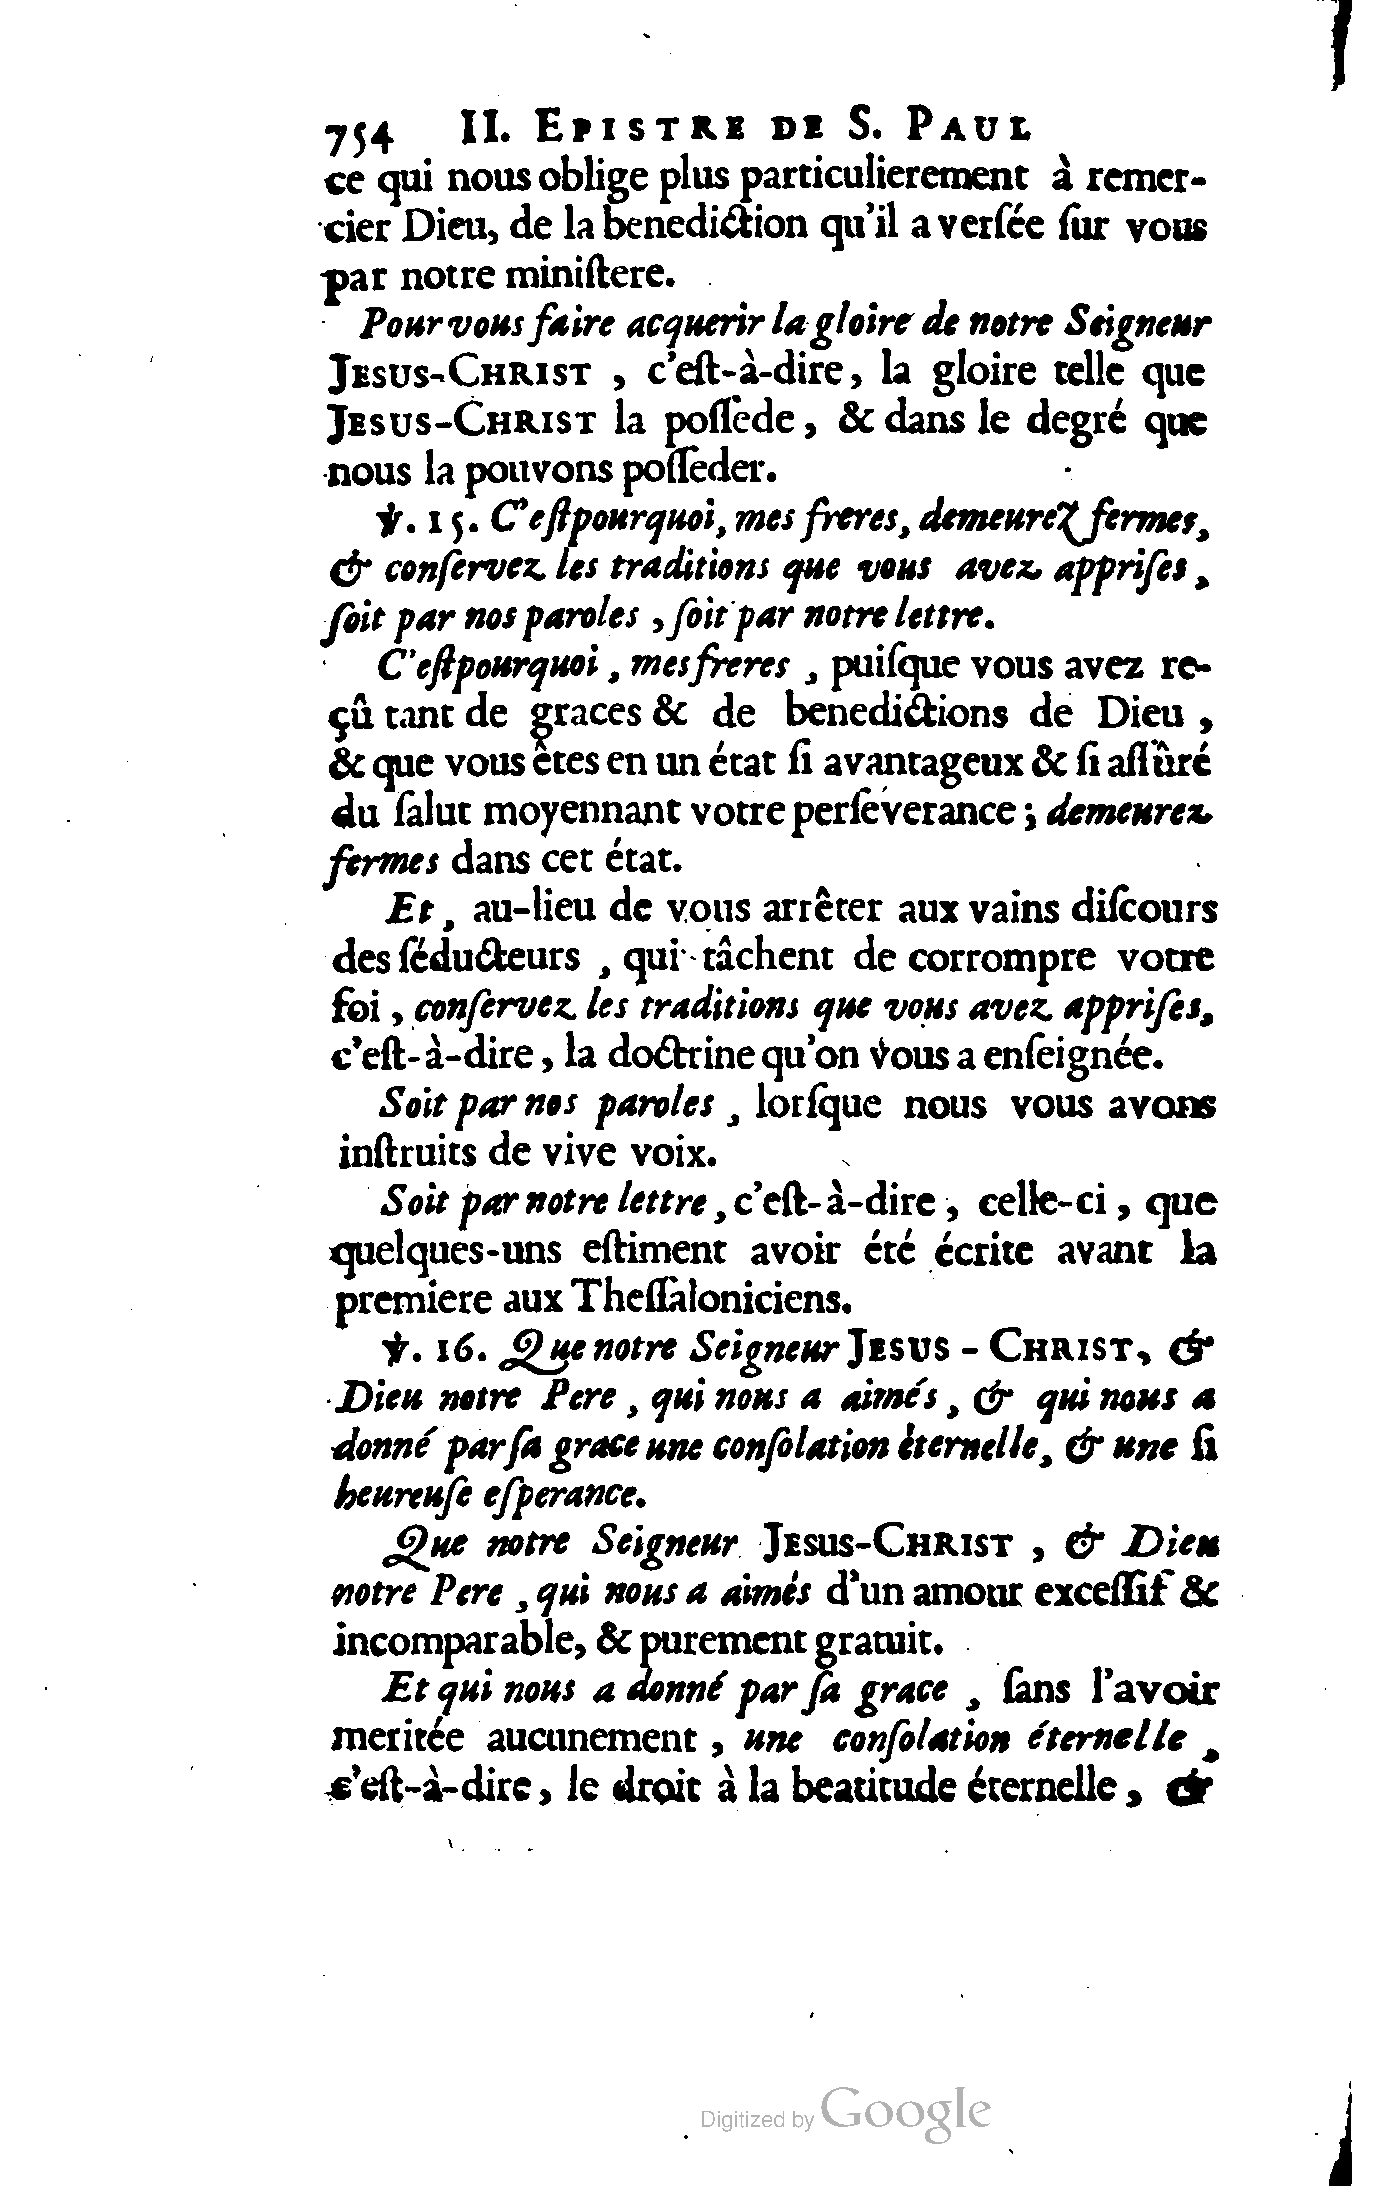 754 II. EPISTRE DE S. PAUL
ce qui nous oblige plus particulierement à remer-
cier Dieu, de la benediction qu'il a verſée ſur vous
par notre miniſtere.
Pour vous faire acquerir la gloire de notre Seigneur
JESUS-CHRIST , c'eſt-à-dire, la gloire telle que
JESUS-CHRIST la poſſede, & dans le degré que
nous la pouvons poſſeder.
℣. 15. C'eſtpourquoi, mes freres, demeurez fermes,
& conſervez les traditions que vous avez appriſes,
ſoit par nos paroles, ſoit par notre lettre.
C'eſtpourquoi, mes freres, puiſque vous avez re-
çû tant de graces & de benedictions de Dieu,
& que vous êtes en un état ſi avantageux & ſi aſſûré
du ſalut moyennant votre perſéverance; demeurez
fermes dans cet état.
Et, au-lieu de vous arrêter aux vains diſcours
des ſéducteurs, qui tâchent de corrompre votre
foi, conſervez les traditions que vous avez appriſes,
c'eſt-à-dire, la doctrine qu'on vous a enſeignée.
Soit par nos paroles, lorſque nous vous avons
inſtruits de vive voix.
Soit par notre lettre, c'eſt-à-dire, celle-ci, que
quelques-uns eſtiment avoir été écrite avant la
premiere aux Theſſaloniciens.
℣. 16. Que notre Seigneur JESUS-CHRIST, &
Dieu notre Pere, qui nous a aimés, & qui nous a
donné par ſa grace une conſolation èternelle, & une ſi
heureuſe eſperance.
Que notre Seigneur JESUS-CHRIST, & Dieu
notre Pere, qui nous a aimés d'un amour exceſſif &
incomparable, & purement gratuit.
Et qui nous a donné par ſa grace, ſans l'avoir
meritée aucunement, une conſolation éternelle,
c'eſt-à-dire, le droit à la beatitude éternelle, &
Digitized by Google